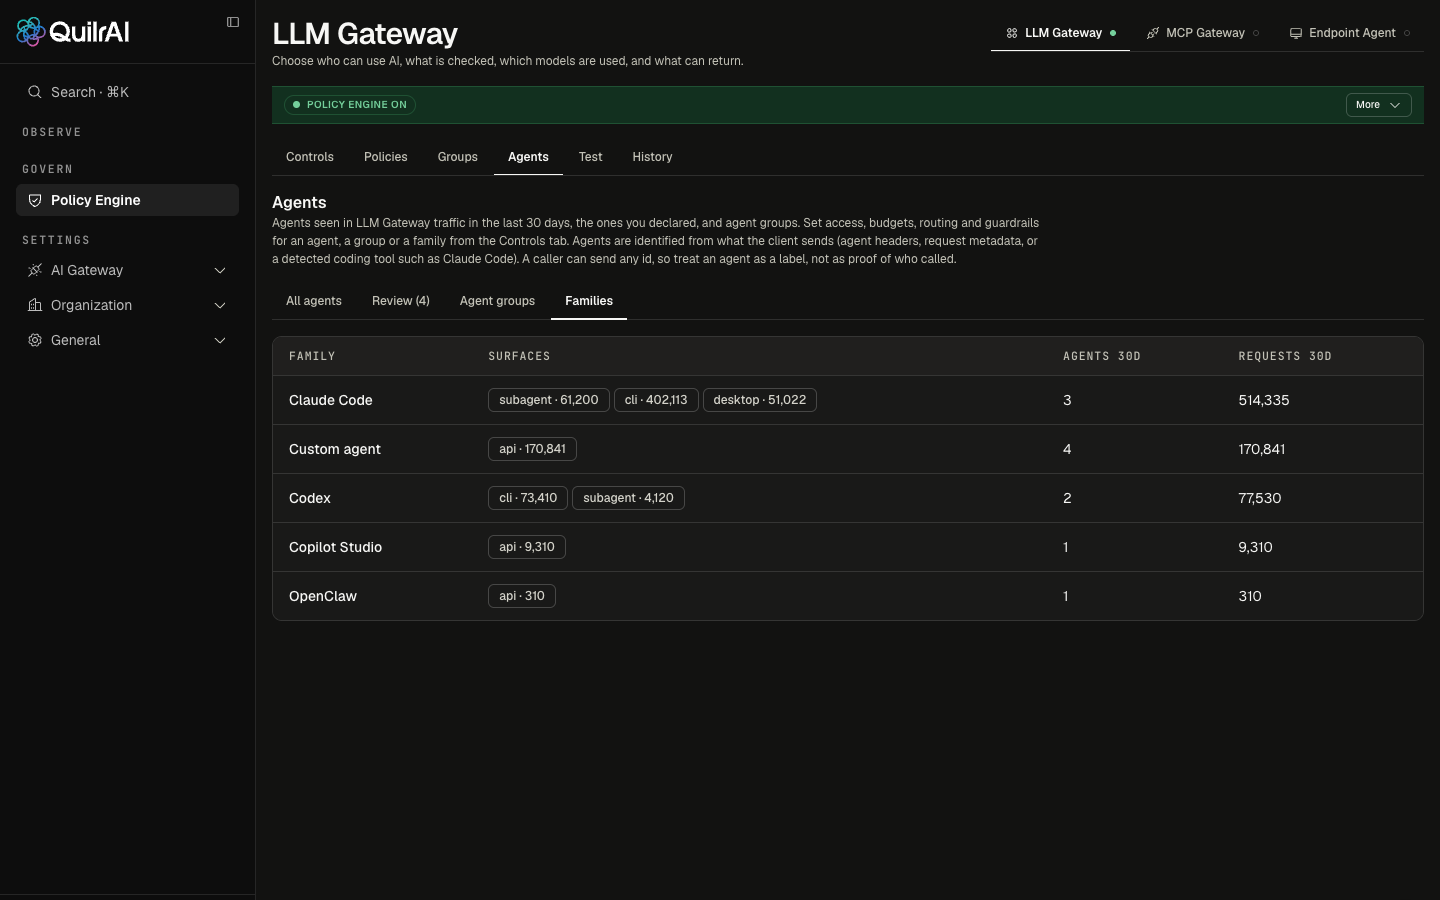 QuilrAI
Search · ⌘K
OBSERVE
GOVERN
Policy Engine
SETTINGS
AI Gateway
Organization
General
LLM Gateway
Choose who can use AI, what is checked, which models are used, and what can return.
LLM Gateway
MCP Gateway
Endpoint Agent
POLICY ENGINE ON
More
Controls
Policies
Groups
Agents
Test
History
Agents
Agents seen in LLM Gateway traffic in the last 30 days, the ones you declared, and agent groups. Set access, budgets, routing and guardrails
for an agent, a group or a family from the Controls tab. Agents are identified from what the client sends (agent headers, request metadata, or
a detected coding tool such as Claude Code). A caller can send any id, so treat an agent as a label, not as proof of who called.
All agents
Review (4)
Agent groups
Families
FAMILY SURFACES AGENTS 30D REQUESTS 30D
Claude Code subagent · 61,200 cli · 402,113 desktop · 51,022 3 514,335
Custom agent api · 170,841 4 170,841
Codex cli · 73,410 subagent · 4,120 2 77,530
Copilot Studio api · 9,310 1 9,310
OpenClaw api · 310 1 310